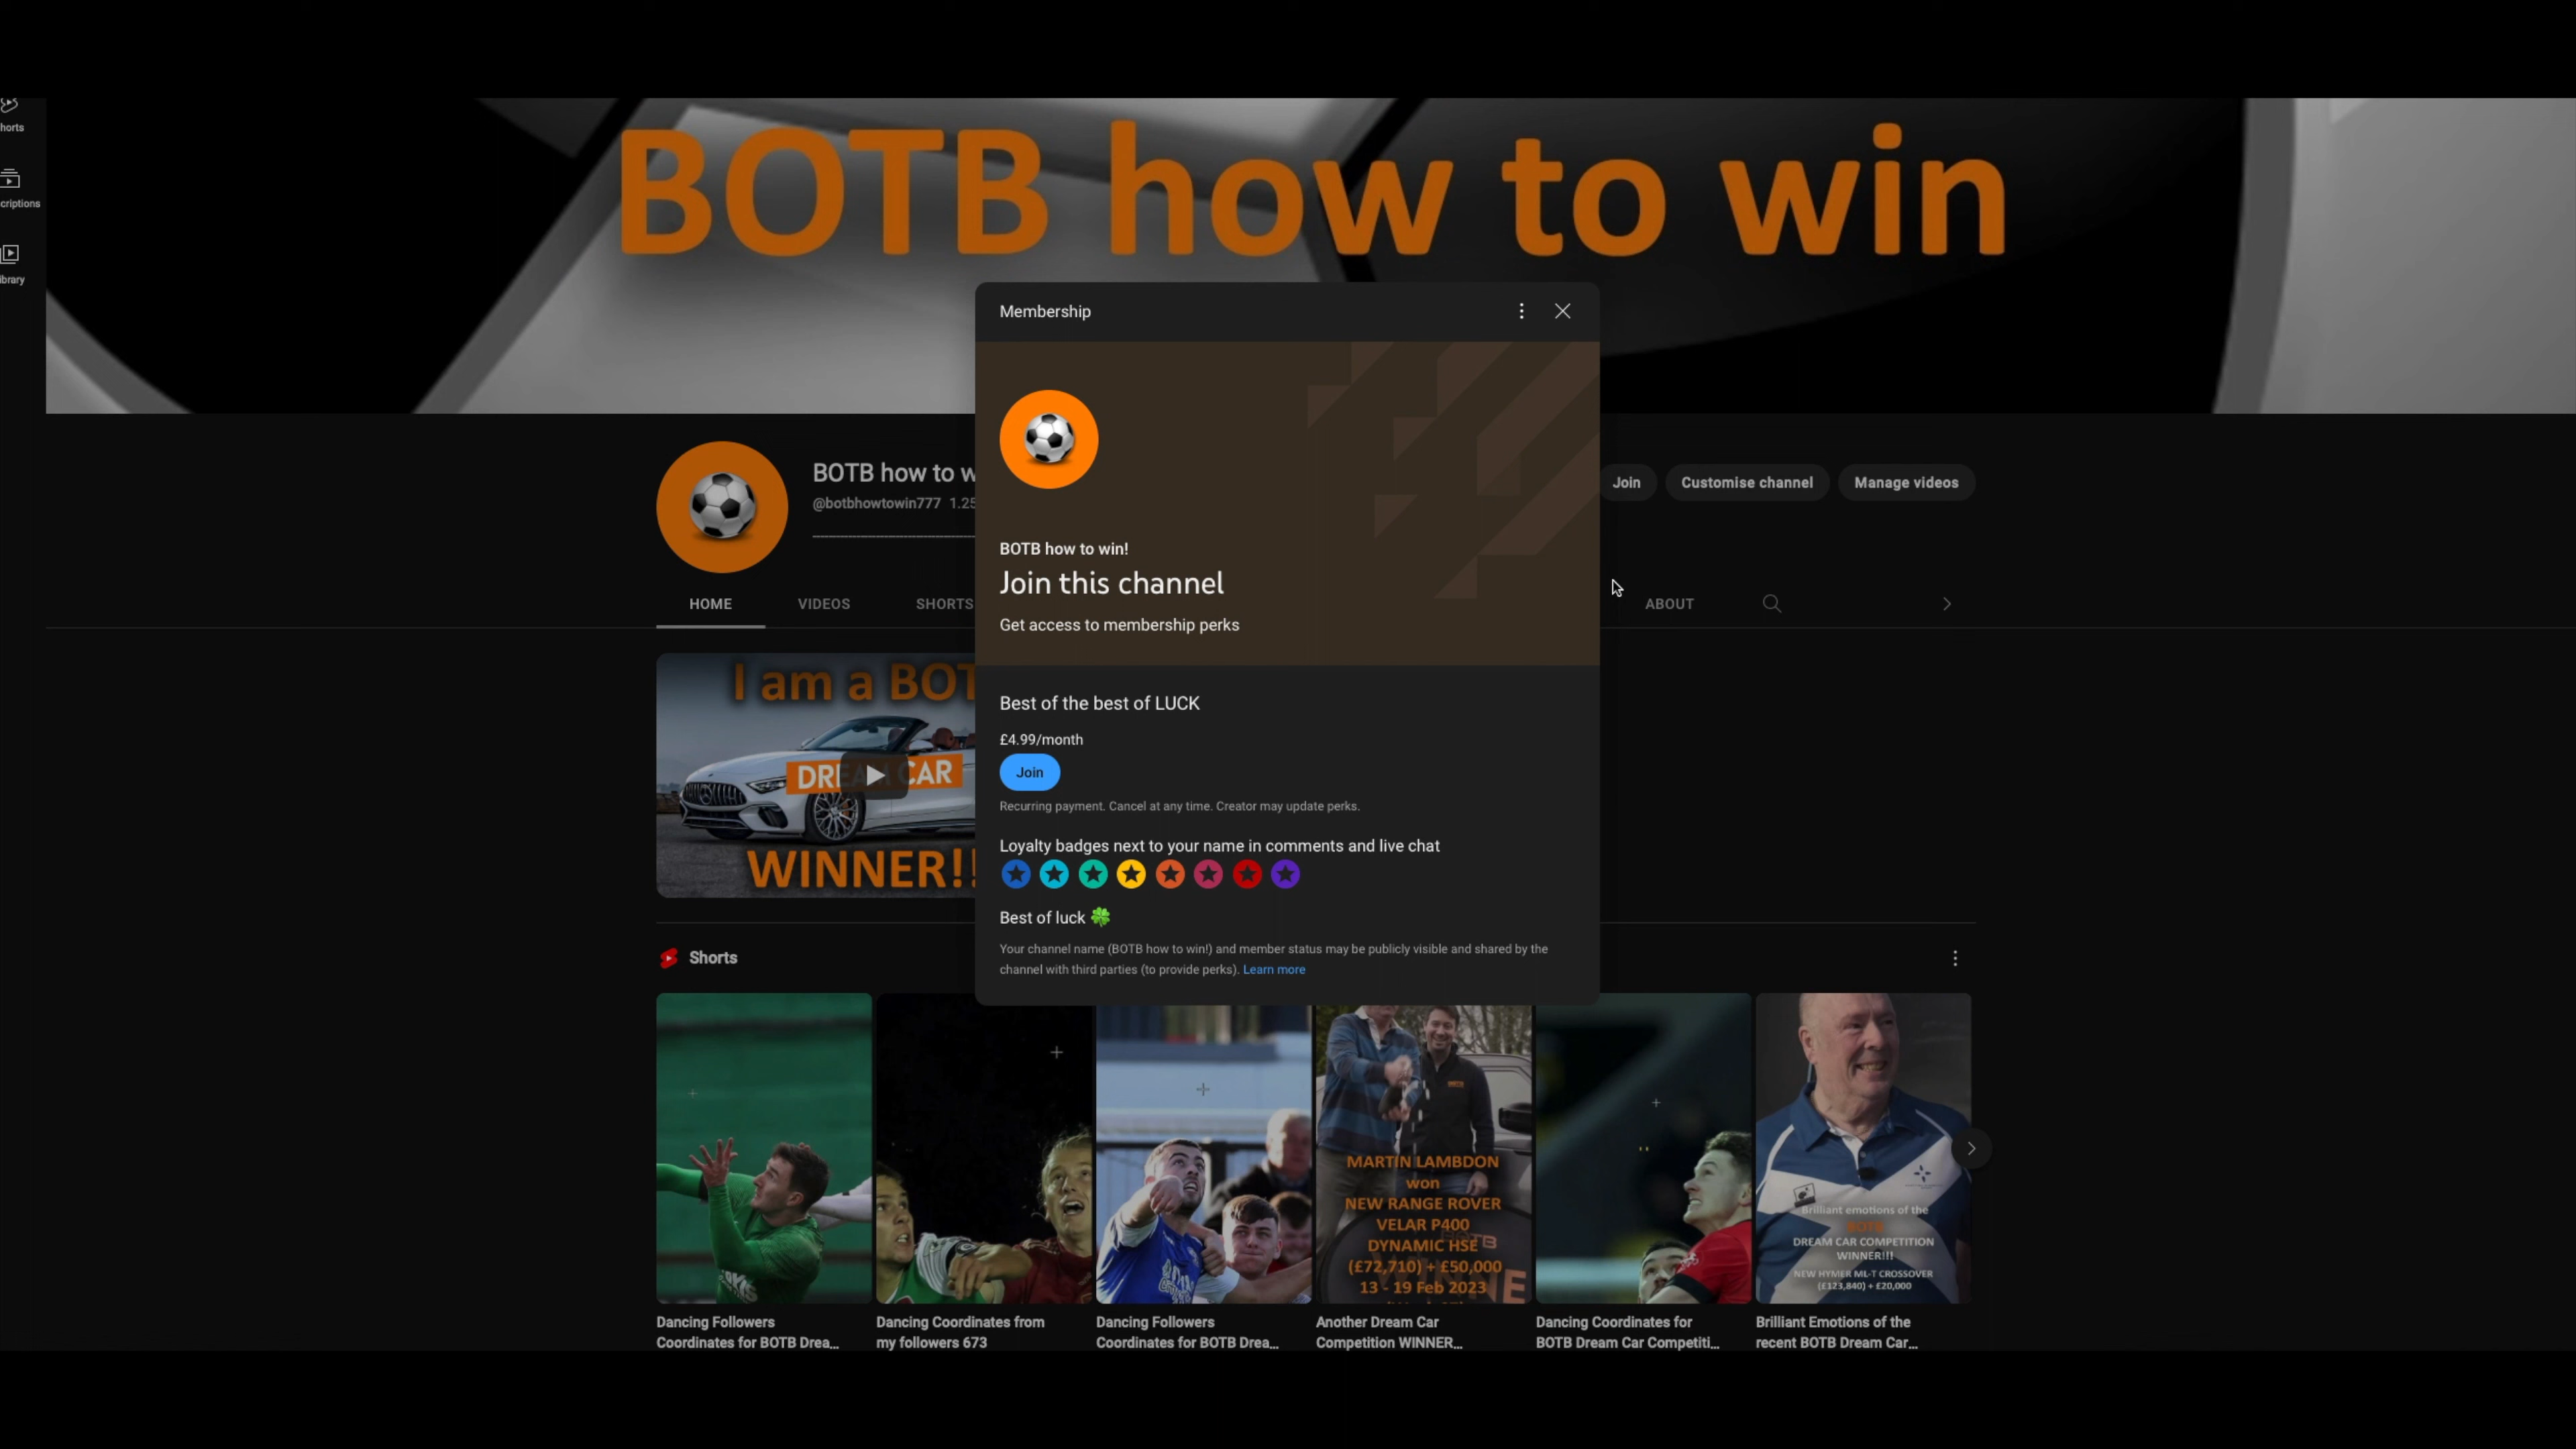 horts
criptions
ibrary
BOTB how to win
Membership
BOTB how to win!
Join this channel
Get access to membership perks
Best of the best of LUCK
£4.99/month
Join
Recurring payment. Cancel at any time. Creator may update perks.
Loyalty badges next to your name in comments and live chat
Best of luck
Your channel name (BOTB how to win!) and member status may be publicly visible and shared by the
channel with third parties (to provide perks). Learn more
BOTB how to w
@botbhowtowin777 1.25
Join
Customise channel
Manage videos
HOME
VIDEOS
SHORTS
ABOUT
I am a BOT
DREAM CAR
WINNER!!
Shorts
MARTIN LAMBDON
won
NEW RANGE ROVER
VELAR P400
DYNAMIC HSE
(£72,710) + £50,000
13 - 19 Feb 2023
Brilliant emotions of the
BOTB
DREAM CAR COMPETITION
WINNER!!!
NEW HYMER ML-T CROSSOVER
(£123,840) + £20,000
Dancing Followers
Coordinates for BOTB Drea...
Dancing Coordinates from
my followers 673
Dancing Followers
Coordinates for BOTB Drea...
Another Dream Car
Competition WINNER...
Dancing Coordinates for
BOTB Dream Car Competiti...
Brilliant Emotions of the
recent BOTB Dream Car...